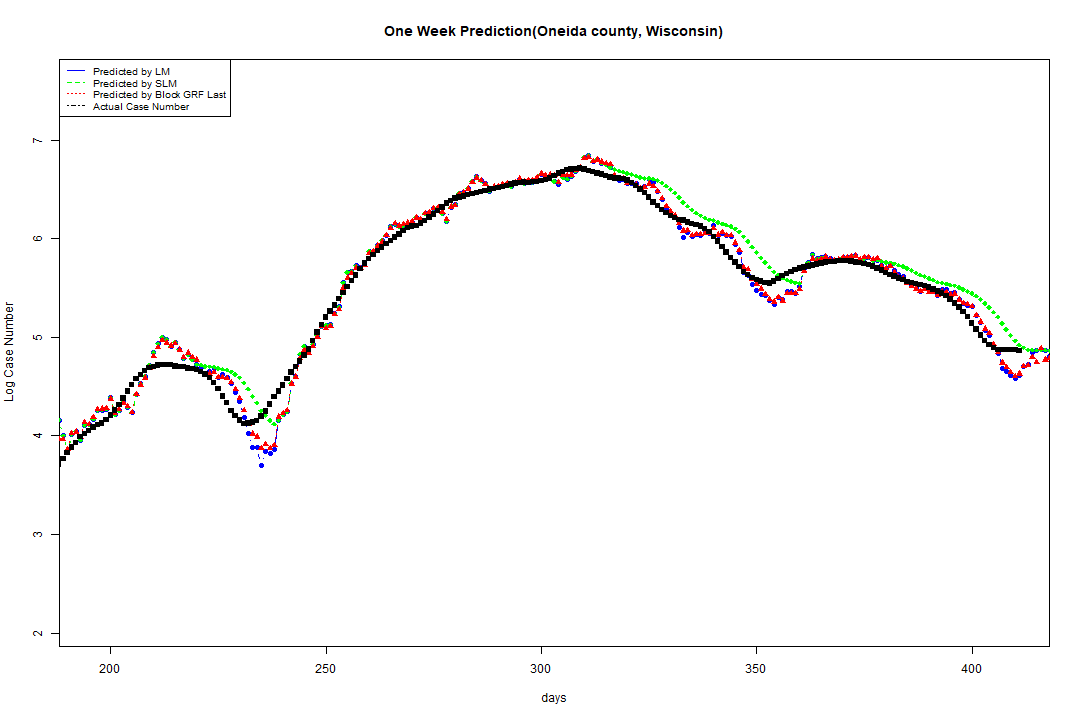 One Week Prediction(Oneida county, Wisconsin)
Predicted by LM
Predicted by SLM
Predicted by Block GRF Last
Actual Case Number
Log Case Number
7
6
5
4
3
2
200 250 300 350 400
days